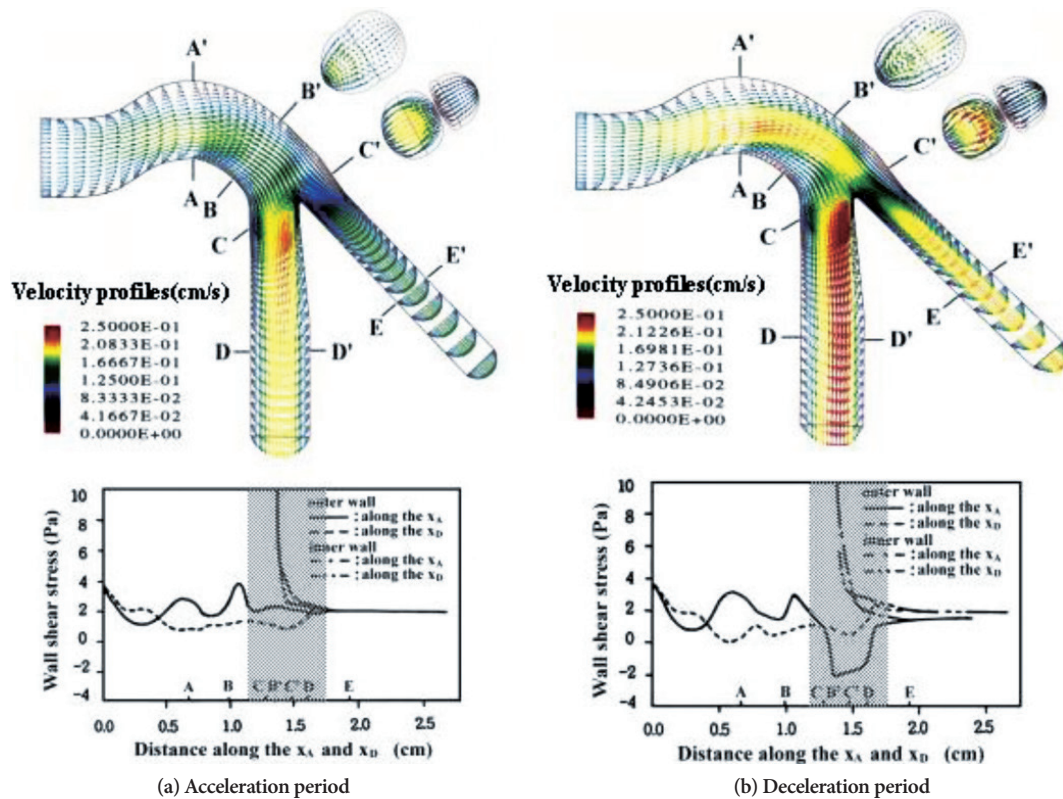 A'
B'
C'
A
B
C
E'
E
D
D'
Velocity profiles(cm/s)
2.5000E-01
2.0833E-01
1.6667E-01
1.2500E-01
8.3333E-02
4.1667E-02
0.0000E+00
Wall shear stress (Pa)
10
8
6
4
2
0
-2
-4
outer wall
: along the xA
: along the xD
inner wall
: along the xA
: along the xD
A B C B' C' D E
0.0 0.5 1.0 1.5 2.0 2.5
Distance along the xA and xD (cm)
(a) Acceleration period
A'
B'
C'
A
B
C
E'
E
D
D'
Velocity profiles(cm/s)
2.5000E-01
2.1226E-01
1.6981E-01
1.2736E-01
8.4906E-02
4.2453E-02
0.0000E+00
Wall shear stress (Pa)
10
8
6
4
2
0
-2
-4
outer wall
: along the xA
: along the xD
inner wall
: along the xA
: along the xD
A B C B' C' D E
0.0 0.5 1.0 1.5 2.0 2.5
Distance along the xA and xD (cm)
(b) Deceleration period